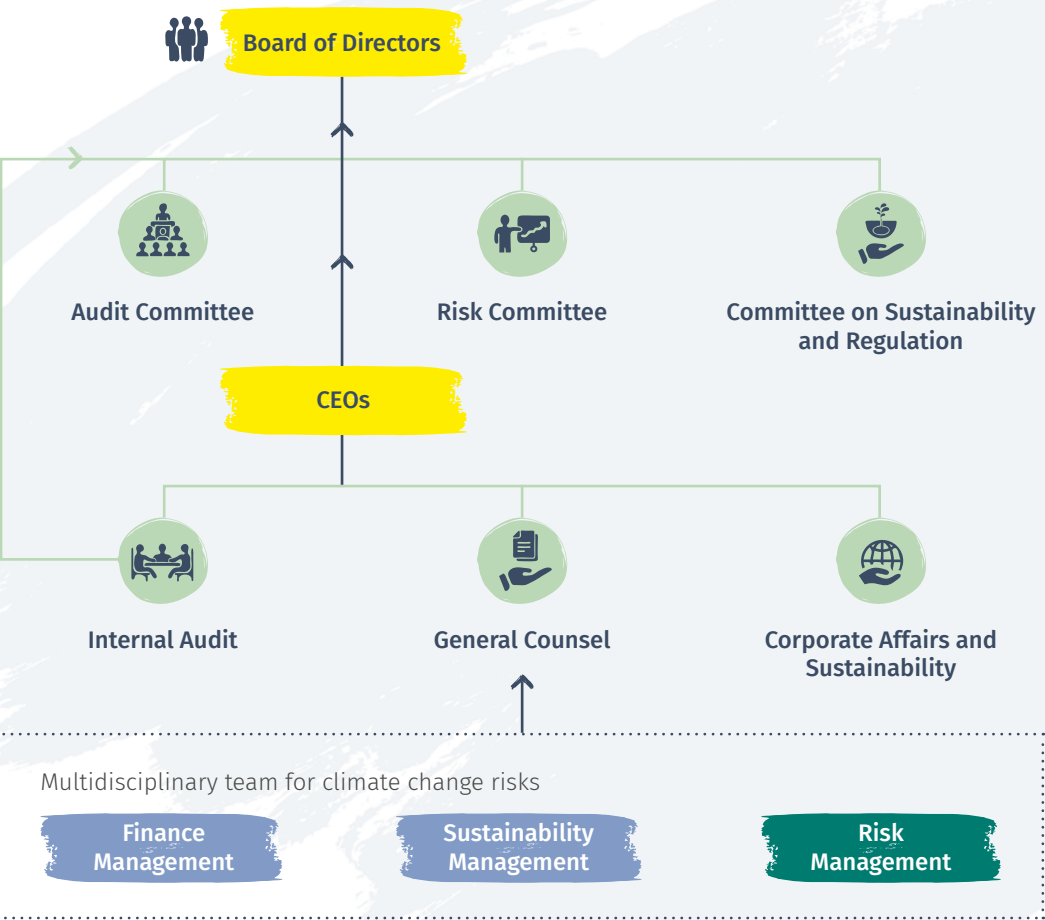 Board of Directors
Audit Committee
Risk Committee
Committee on Sustainability
and Regulation
CEOs
Internal Audit
General Counsel
Corporate Affairs and
Sustainability
Multidisciplinary team for climate change risks
Finance
Management
Sustainability
Management
Risk
Management